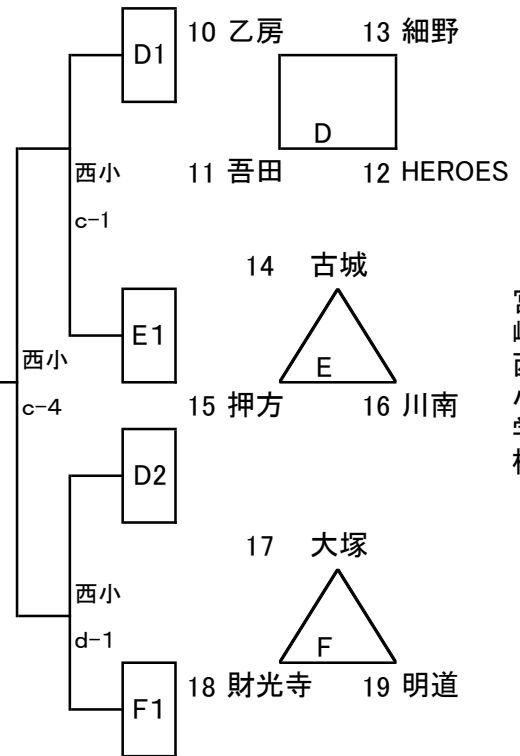 D1
10 乙房
13 細野
D
西小
c-1
11 吾田
12 HEROES
14 古城
E1
E
西小
c-4
15 押方
16 川南
D2
17 大塚
西小
d-1
F
F1
18 財光寺
19 明道